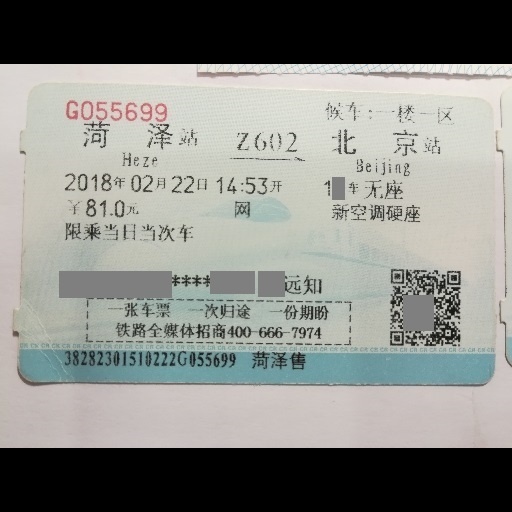 G055699
候车:一楼一区
菏泽站 Z602 北京站
Heze Beijing
2018年02月22日14:53开 1 车无座
￥81.0元 网 新空调硬座
限乘当日当次车
**** 远知
一张车票 一次归途 一份期盼
铁路全媒体招商400-666-7974
38282301510222G055699 菏泽售